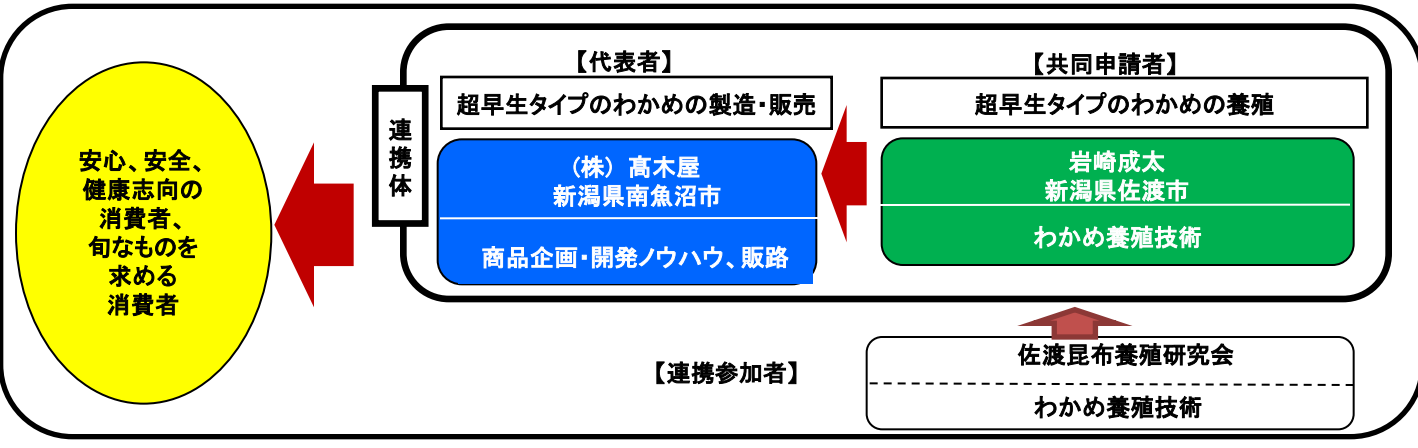 安心、安全、
健康志向の
消費者、
旬なものを
求める
消費者
連携体
【代表者】
超早生タイプのわかめの製造・販売
（株）髙木屋
新潟県南魚沼市
商品企画・開発ノウハウ、販路
【共同申請者】
超早生タイプのわかめの養殖
岩崎成太
新潟県佐渡市
わかめ養殖技術
【連携参加者】
佐渡昆布養殖研究会
わかめ養殖技術